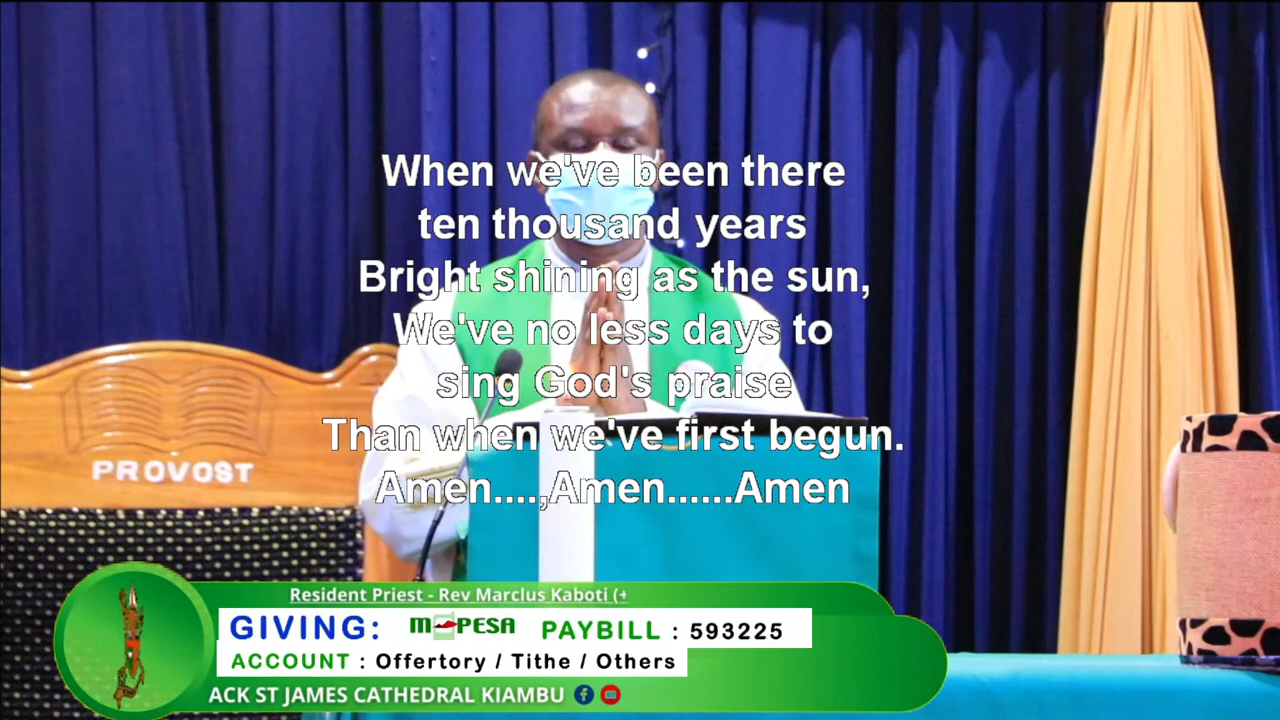 When we've been there
ten thousand years
Bright shining as the sun,
We've no less days to
sing God's praise
Than when we've first begun.
Amen....,Amen......Amen
PROVOST
Resident Priest - Rev Marclus Kaboti (+
GIVING: M-PESA PAYBILL : 593225
ACCOUNT : Offertory / Tithe / Others
ACK ST JAMES CATHEDRAL KIAMBU